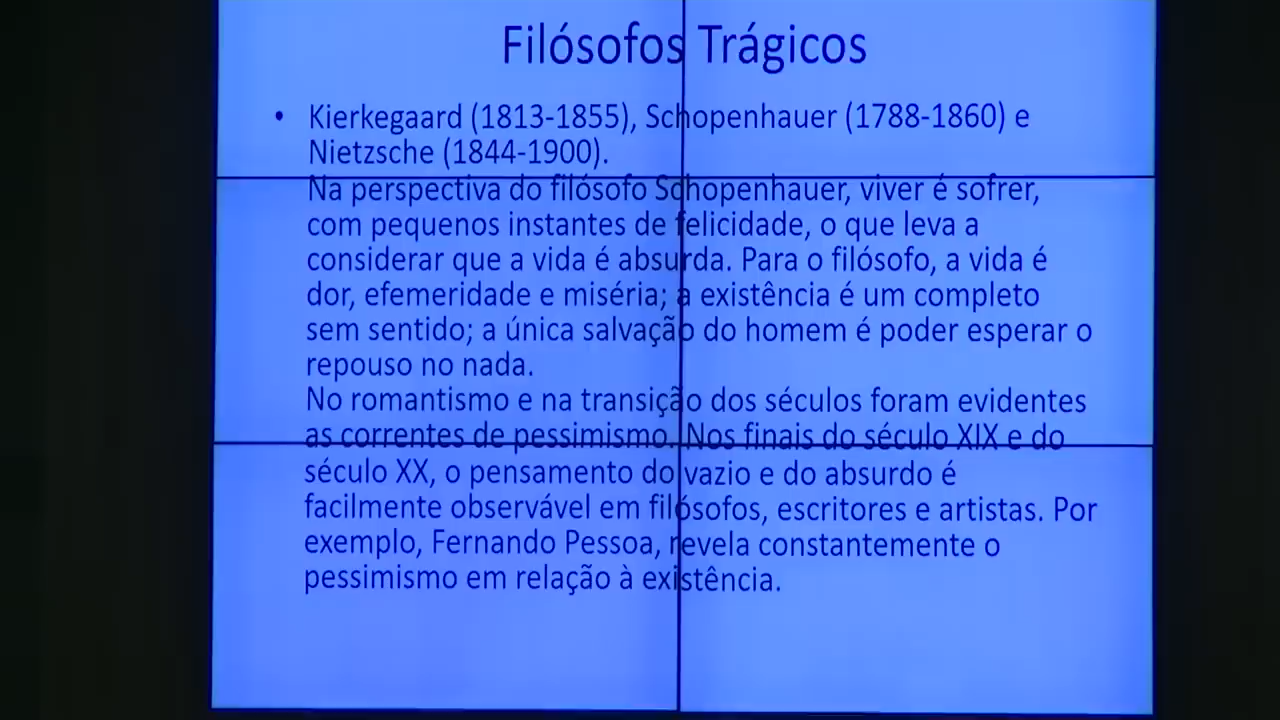 Filósofos Trágicos
• Kierkegaard (1813-1855), Schopenhauer (1788-1860) e
Nietzsche (1844-1900).
Na perspectiva do filósofo Schopenhauer, viver é sofrer,
com pequenos instantes de felicidade, o que leva a
considerar que a vida é absurda. Para o filósofo, a vida é
dor, efemeridade e miséria; a existência é um completo
sem sentido; a única salvação do homem é poder esperar o
repouso no nada.
No romantismo e na transição dos séculos foram evidentes
as correntes de pessimismo. Nos finais do século XIX e do
século XX, o pensamento do vazio e do absurdo é
facilmente observável em filósofos, escritores e artistas. Por
exemplo, Fernando Pessoa, revela constantemente o
pessimismo em relação à existência.